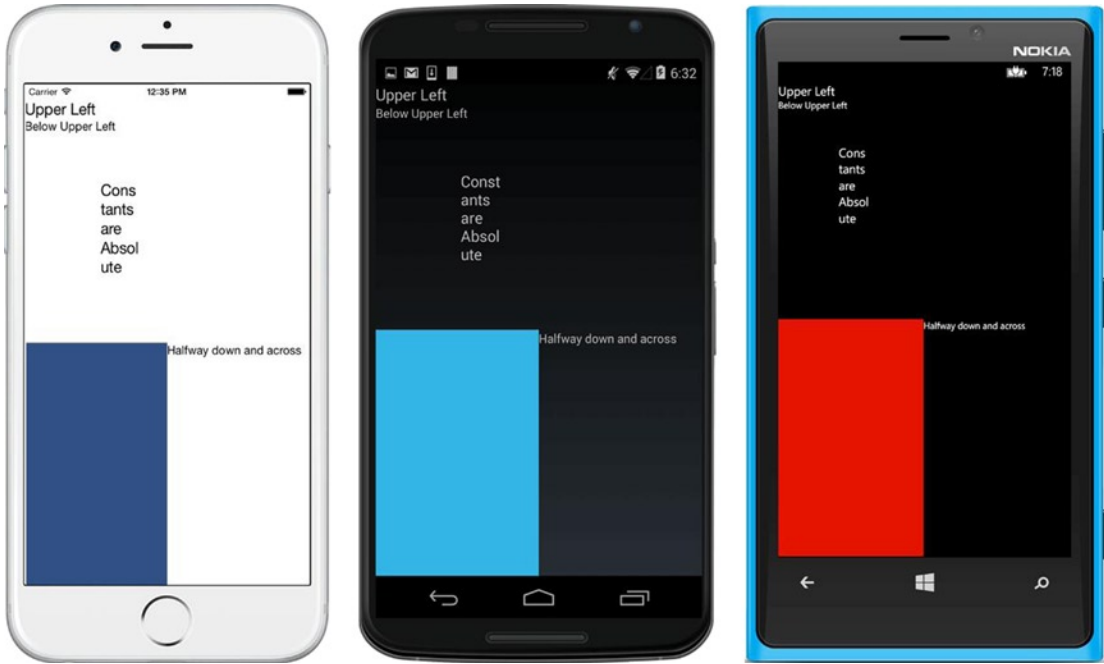 Carrier 12:35 PM
Upper Left
Below Upper Left
Cons
tants
are
Absol
ute
Halfway down and across
6:32
Upper Left
Below Upper Left
Const
ants
are
Absol
ute
Halfway down and across
NOKIA
7:18
Upper Left
Below Upper Left
Cons
tants
are
Absol
ute
Halfway down and across